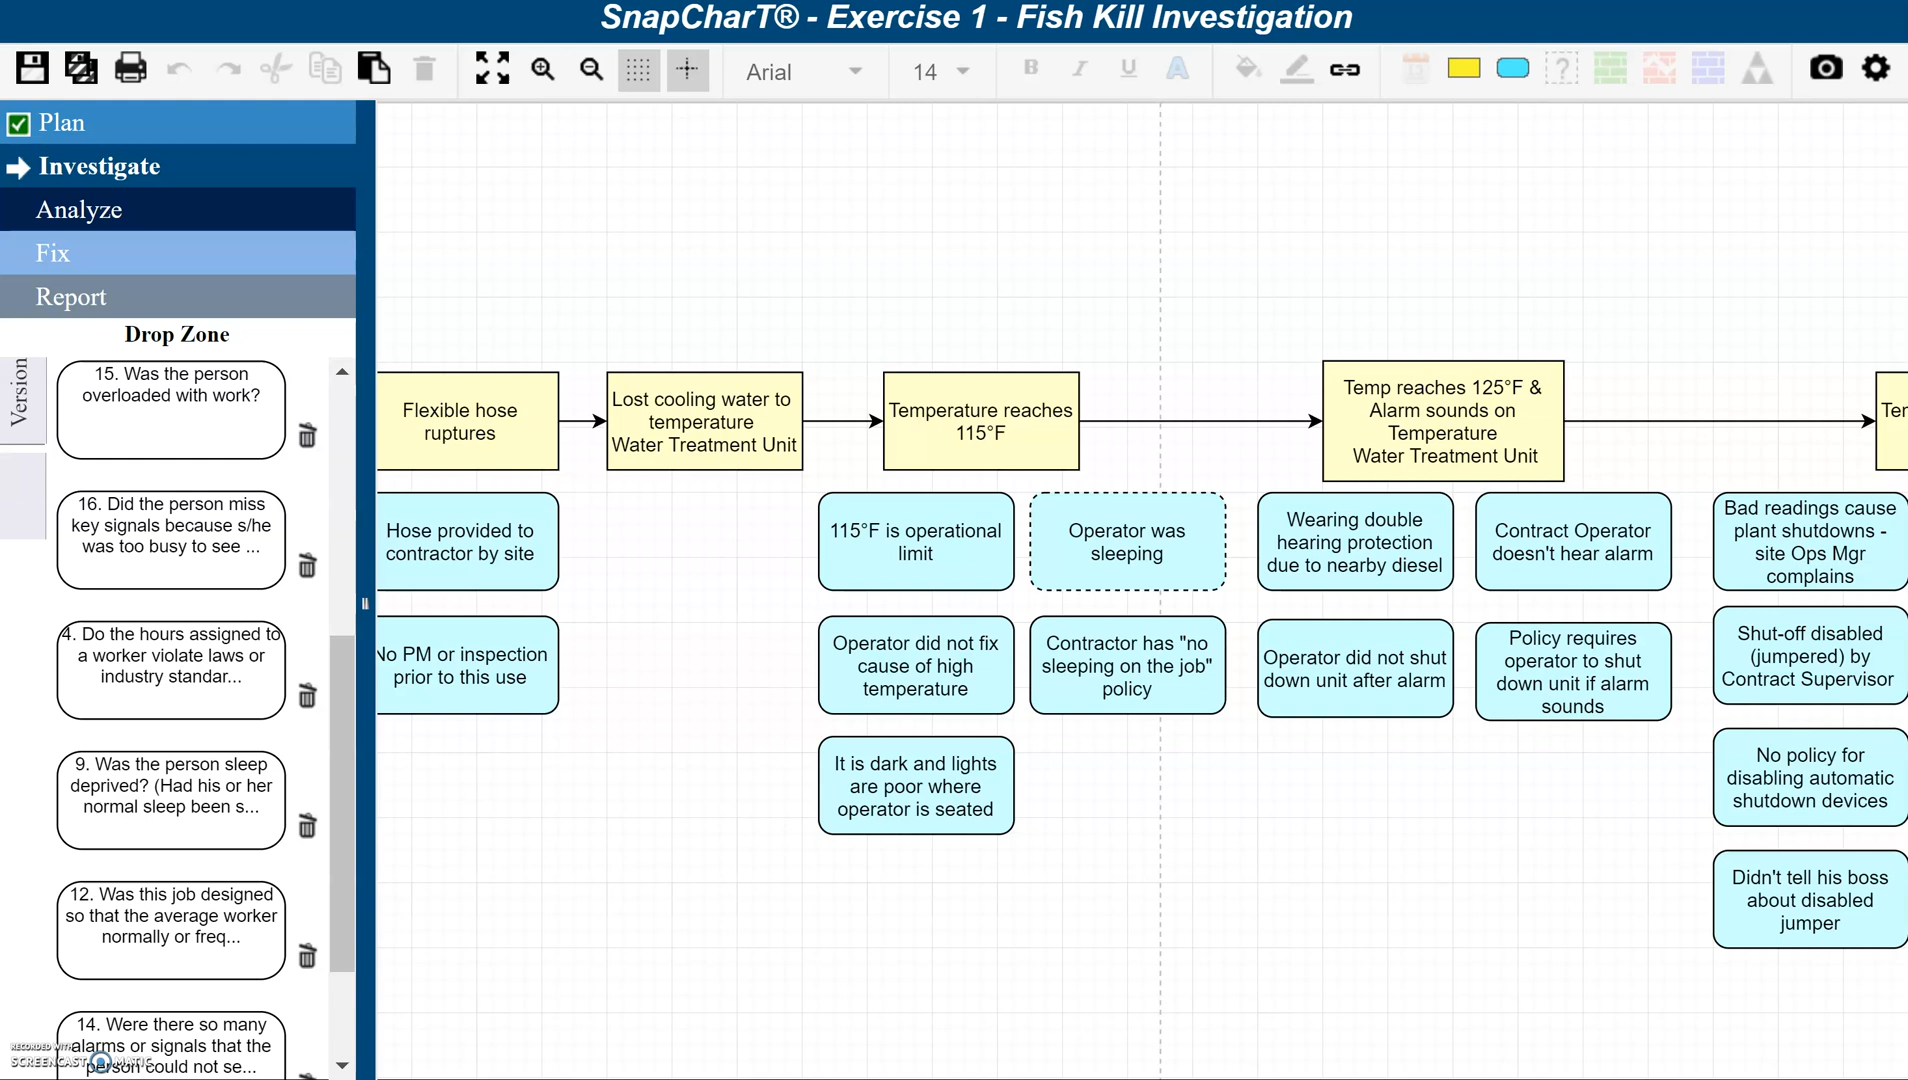 SnapCharT® - Exercise 1 - Fish Kill Investigation
Arial
14
B
I
U
A
Plan
Investigate
Analyze
Fix
Report
Drop Zone
Version
15. Was the person
overloaded with work?
16. Did the person miss
key signals because s/he
was too busy to see ...
4. Do the hours assigned to
a worker violate laws or
industry standar...
9. Was the person sleep
deprived? (Had his or her
normal sleep been s...
12. Was this job designed
so that the average worker
normally or freq...
14. Were there so many
alarms or signals that the
person could not se...
RECORDED WITH
SCREENCAST MATIC
Flexible hose
ruptures
Hose provided to
contractor by site
No PM or inspection
prior to this use
Lost cooling water to
temperature
Water Treatment Unit
Temperature reaches
115°F
115°F is operational
limit
Operator did not fix
cause of high
temperature
It is dark and lights
are poor where
operator is seated
Operator was
sleeping
Contractor has "no
sleeping on the job"
policy
Temp reaches 125°F &
Alarm sounds on
Temperature
Water Treatment Unit
Wearing double
hearing protection
due to nearby diesel
Operator did not shut
down unit after alarm
Contract Operator
doesn't hear alarm
Policy requires
operator to shut
down unit if alarm
sounds
Ter
Bad readings cause
plant shutdowns -
site Ops Mgr
complains
Shut-off disabled
(jumpered) by
Contract Supervisor
No policy for
disabling automatic
shutdown devices
Didn't tell his boss
about disabled
jumper